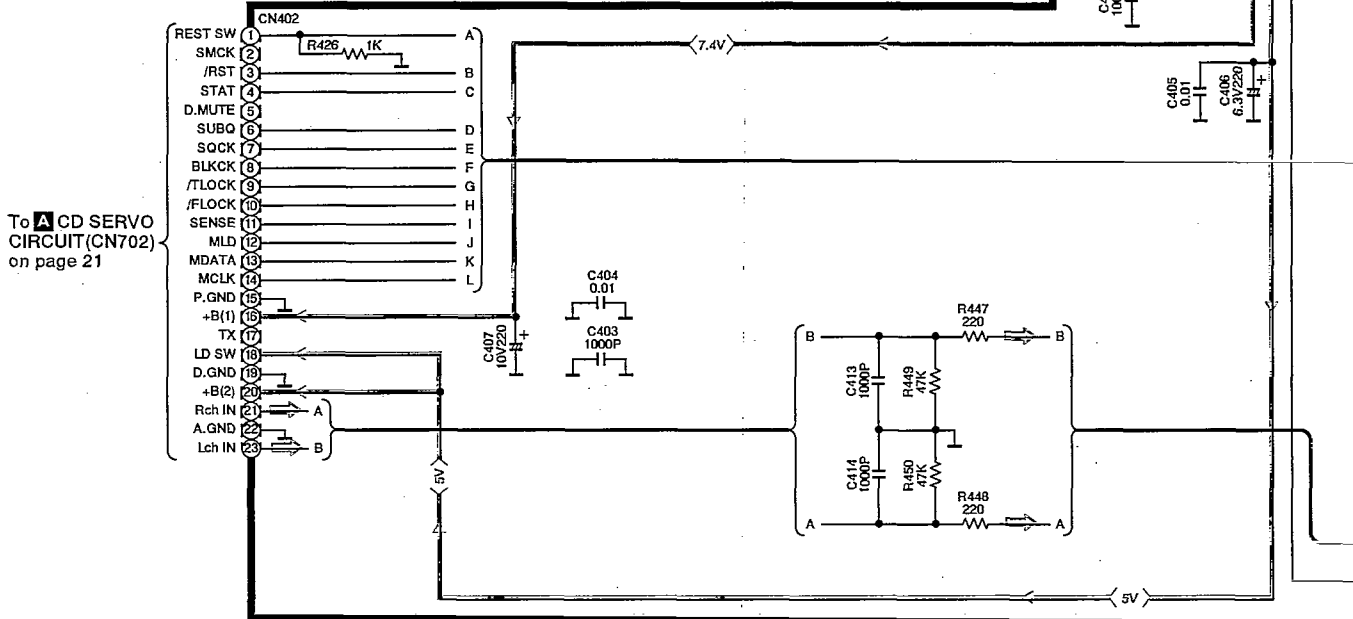 CN402
REST SW 1 A
R426 1K
SMCK 2
/RST 3 B
STAT 4 C
D.MUTE 5
SUBQ 6 D
SQCK 7 E
BLKCK 8 F
/TLOCK 9 G
/FLOCK 10 H
SENSE 11 I
MLD 12 J
MDATA 13 K
MCLK 14 L
P.GND 15
+B(1) 16
TX 17
LD SW 18
D.GND 19
+B(2) 20
Rch IN 21 A
A.GND 22
Lch IN 23 B
To A CD SERVO
CIRCUIT(CN702)
on page 21
7.4V
C405
0.01
C406
6.3V220
+
C404
0.01
C403
1000P
C407
10V220
+
5V
B
R447
220
B
C413
1000P
R449
47K
C414
1000P
R450
47K
A
R448
220
A
5V